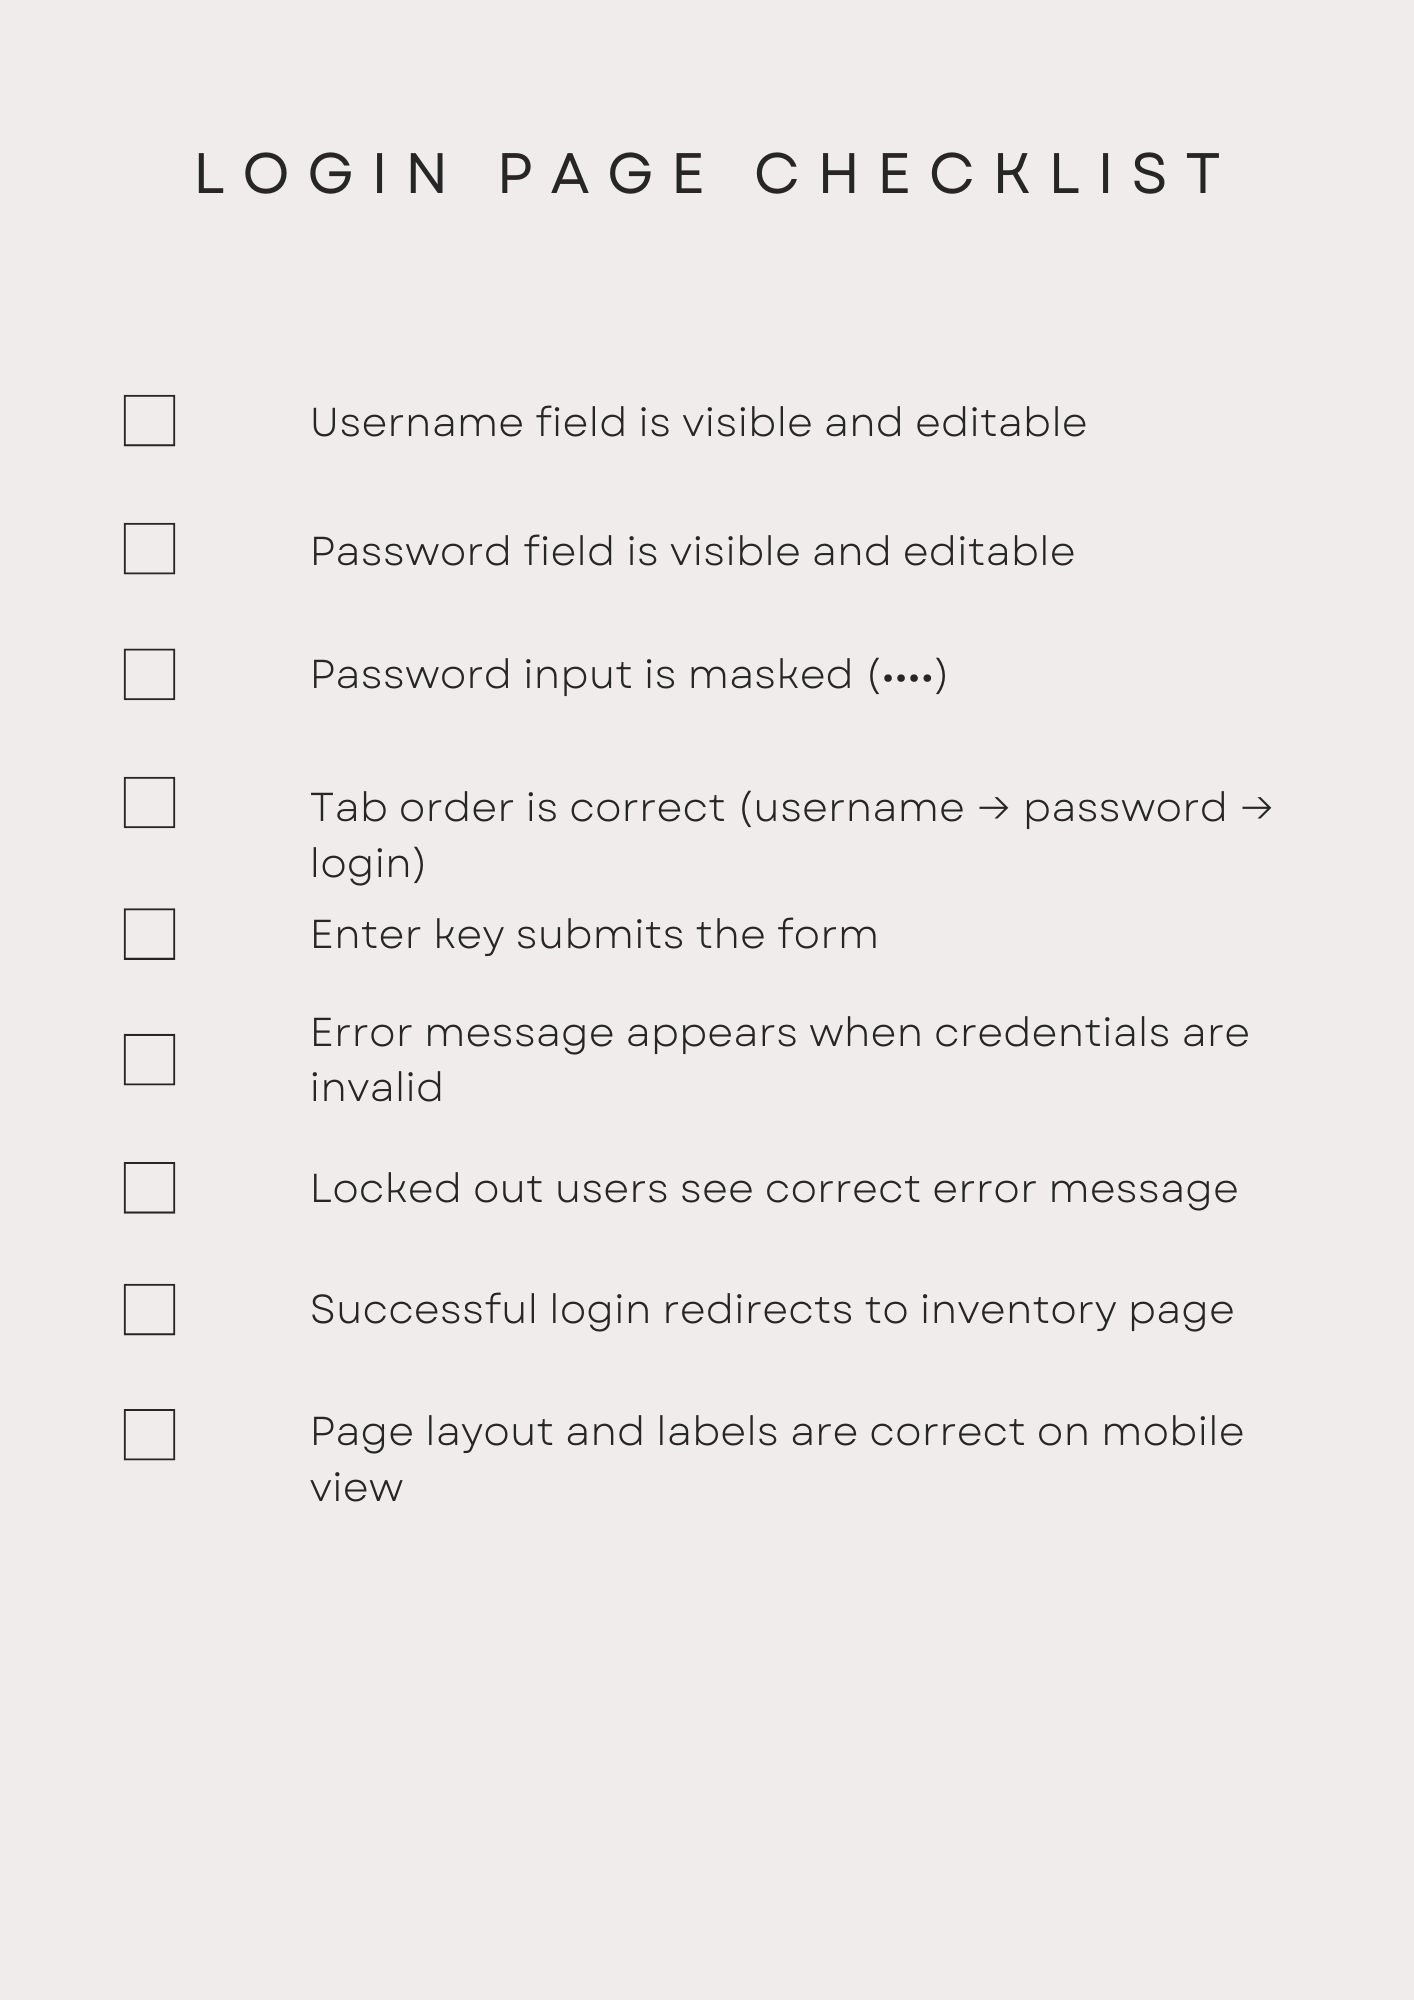 LOGIN PAGE CHECKLIST
Username field is visible and editable
Password field is visible and editable
Password input is masked (••••)
Tab order is correct (username → password →
login)
Enter key submits the form
Error message appears when credentials are
invalid
Locked out users see correct error message
Successful login redirects to inventory page
Page layout and labels are correct on mobile
view